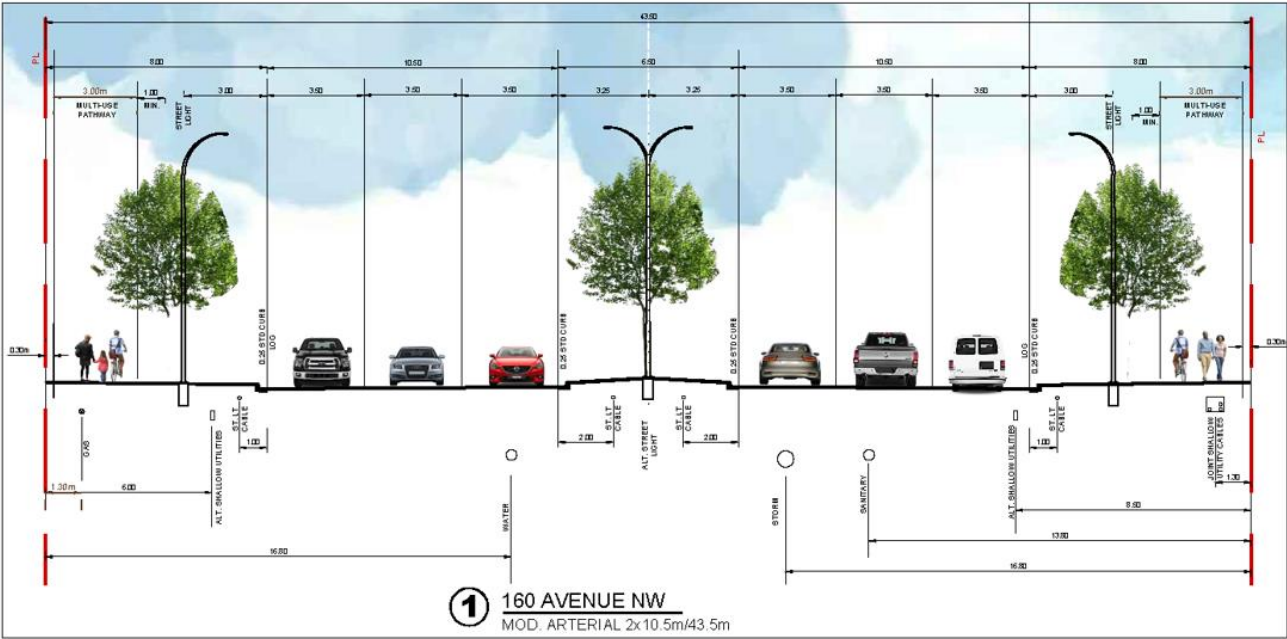 43.50
PL
PL
8.00
10.50
6.50
10.50
8.00
3.00m
MULTI-USE
PATHWAY
1.00
MIN.
STREET
LIGHT
3.00
3.50
3.50
3.50
3.25
3.25
3.50
3.50
3.50
3.00
STREET
LIGHT
1.00
MIN.
3.00m
MULTI-USE
PATHWAY
0.30m
0.25 STD CURB
LOG
0.25 STD CURB
0.25 STD CURB
LOG
0.25 STD CURB
0.30m
GAS
ALT. SHALLOW UTILITIES
ST. LT
CABLE
1.00
2.00
ST. LT
CABLE
ALT. STREET
LIGHT
ST. LT
CABLE
2.00
ALT. SHALLOW UTILITIES
ST. LT
CABLE
1.00
JOINT SHALLOW
UTILITY CABLES
1.30
1.30m
6.00
WATER
STORM
SANITARY
8.50
13.80
16.80
16.80
1
160 AVENUE NW
MOD. ARTERIAL 2x10.5m/43.5m